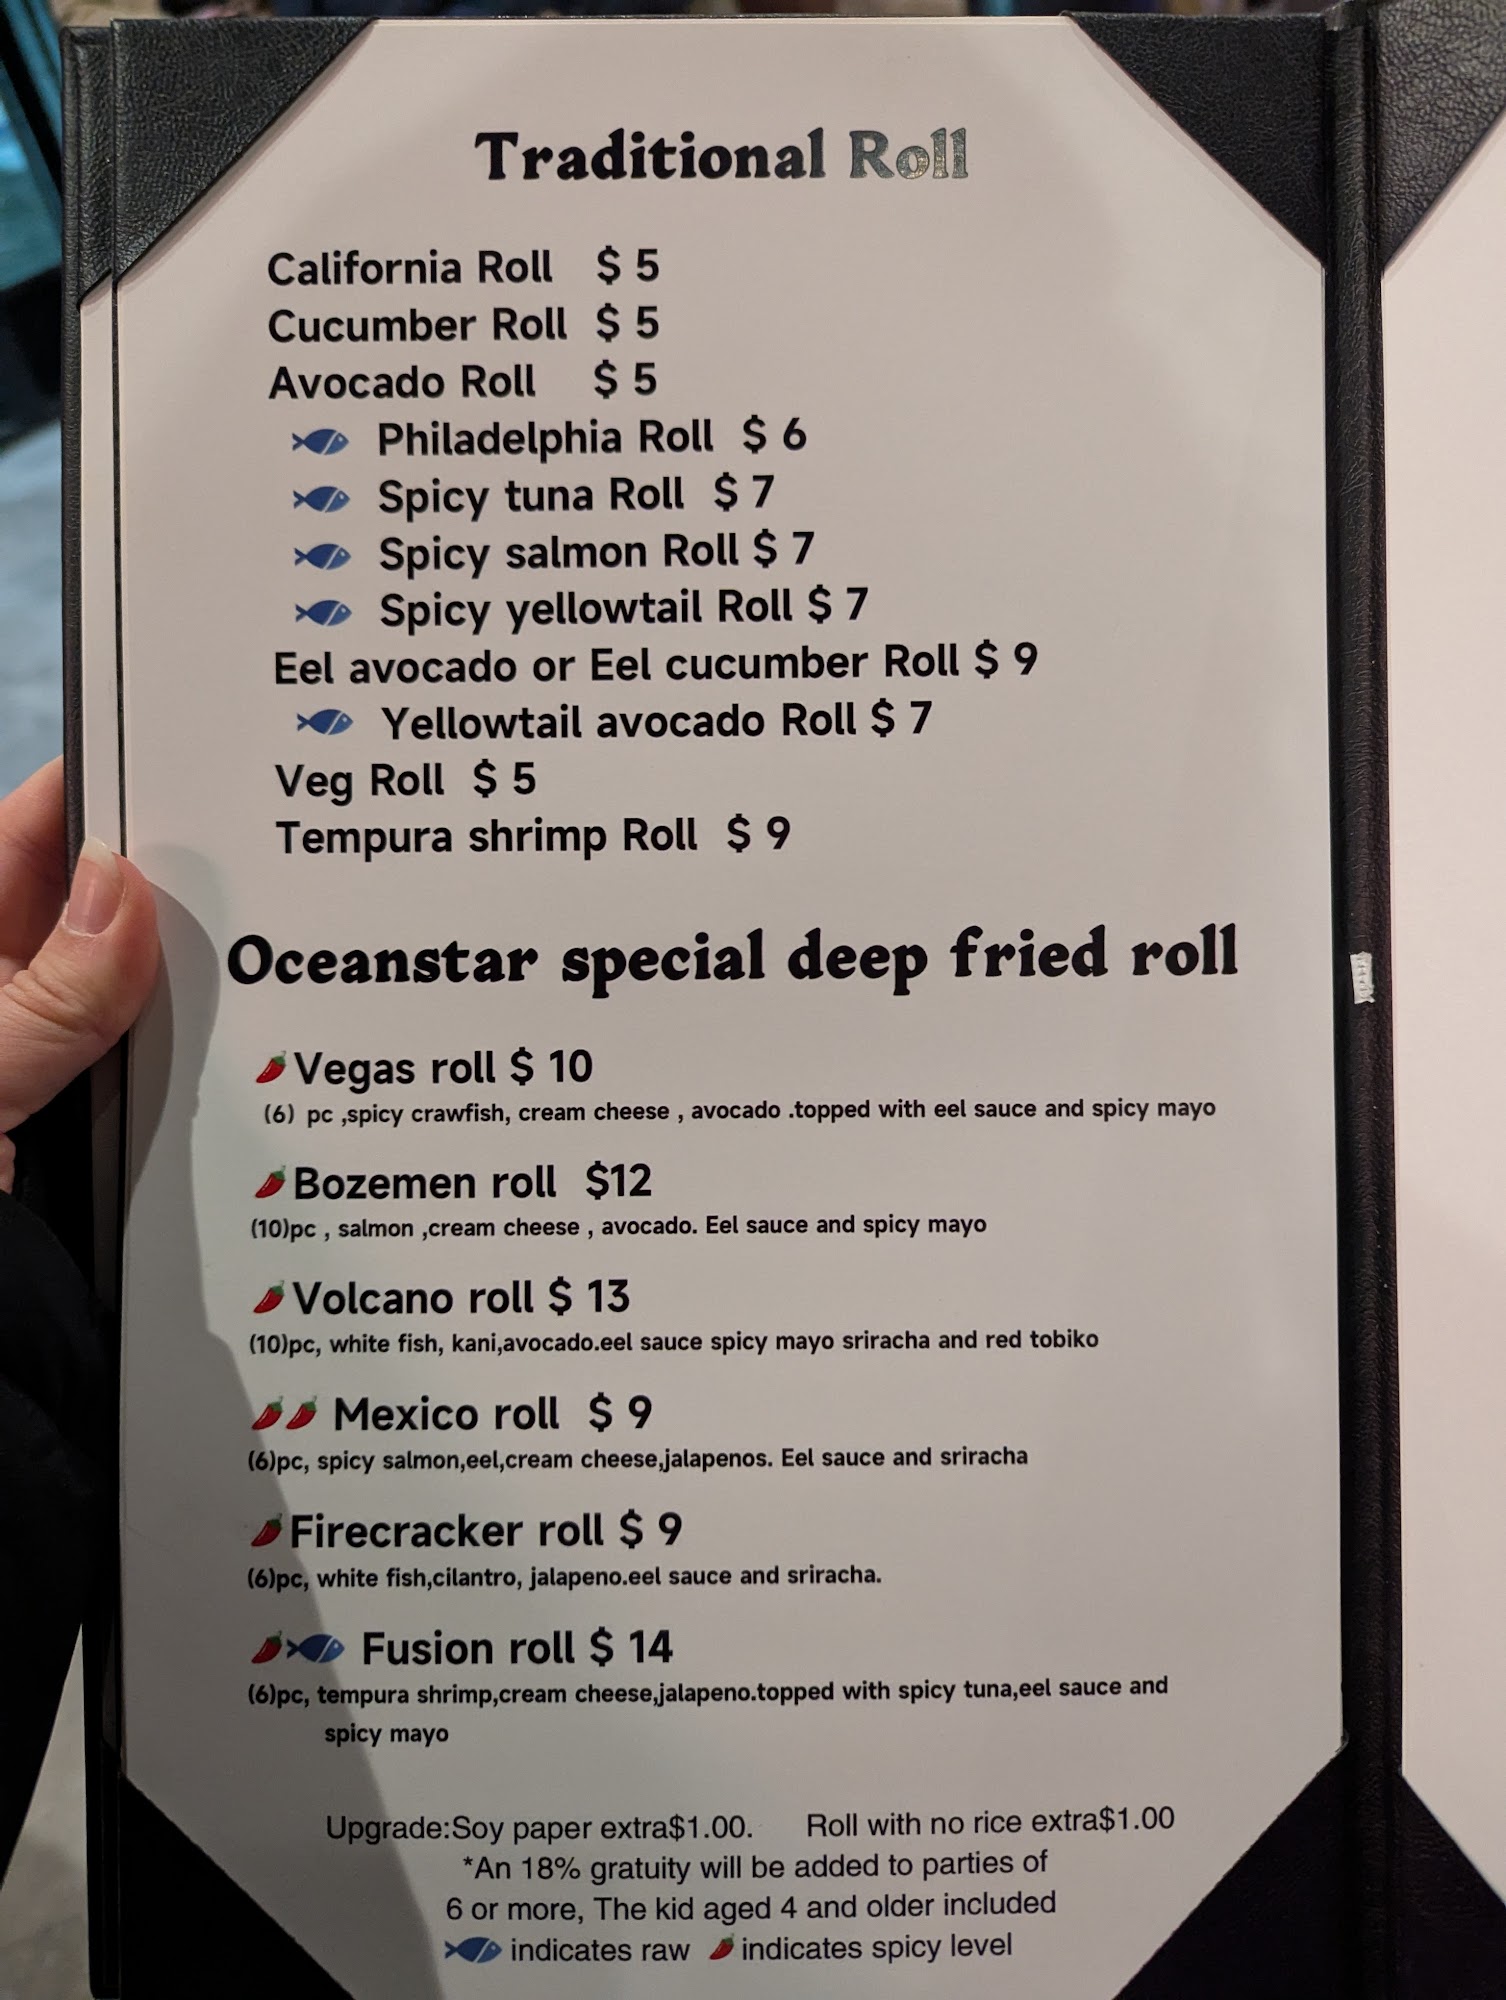 Traditional Roll
California Roll $ 5
Cucumber Roll $ 5
Avocado Roll $ 5
Philadelphia Roll $ 6
Spicy tuna Roll $ 7
Spicy salmon Roll $ 7
Spicy yellowtail Roll $ 7
Eel avocado or Eel cucumber Roll $ 9
Yellowtail avocado Roll $ 7
Veg Roll $ 5
Tempura shrimp Roll $ 9
Oceanstar special deep fried roll
Vegas roll $ 10
(6) pc ,spicy crawfish, cream cheese , avocado .topped with eel sauce and spicy mayo
Bozemen roll $12
(10)pc , salmon ,cream cheese , avocado. Eel sauce and spicy mayo
Volcano roll $ 13
(10)pc, white fish, kani,avocado.eel sauce spicy mayo sriracha and red tobiko
Mexico roll $ 9
(6)pc, spicy salmon,eel,cream cheese,jalapenos. Eel sauce and sriracha
Firecracker roll $ 9
(6)pc, white fish,cilantro, jalapeno.eel sauce and sriracha.
Fusion roll $ 14
(6)pc, tempura shrimp,cream cheese,jalapeno.topped with spicy tuna,eel sauce and
spicy mayo
Upgrade:Soy paper extra$1.00. Roll with no rice extra$1.00
*An 18% gratuity will be added to parties of
6 or more, The kid aged 4 and older included
indicates raw indicates spicy level